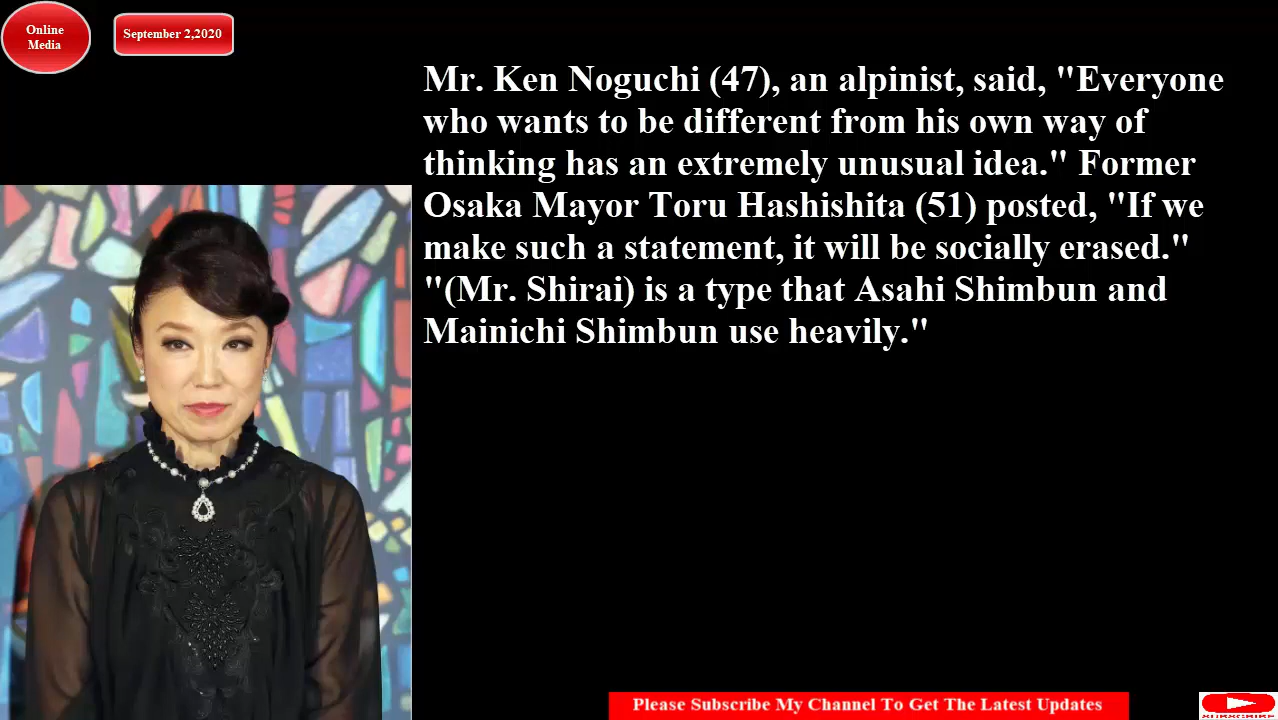 Online
Media
September 2,2020
Mr. Ken Noguchi (47), an alpinist, said, "Everyone
who wants to be different from his own way of
thinking has an extremely unusual idea." Former
Osaka Mayor Toru Hashishita (51) posted, "If we
make such a statement, it will be socially erased."
"(Mr. Shirai) is a type that Asahi Shimbun and
Mainichi Shimbun use heavily."
Please Subscribe My Channel To Get The Latest Updates
SUBSCRIBE